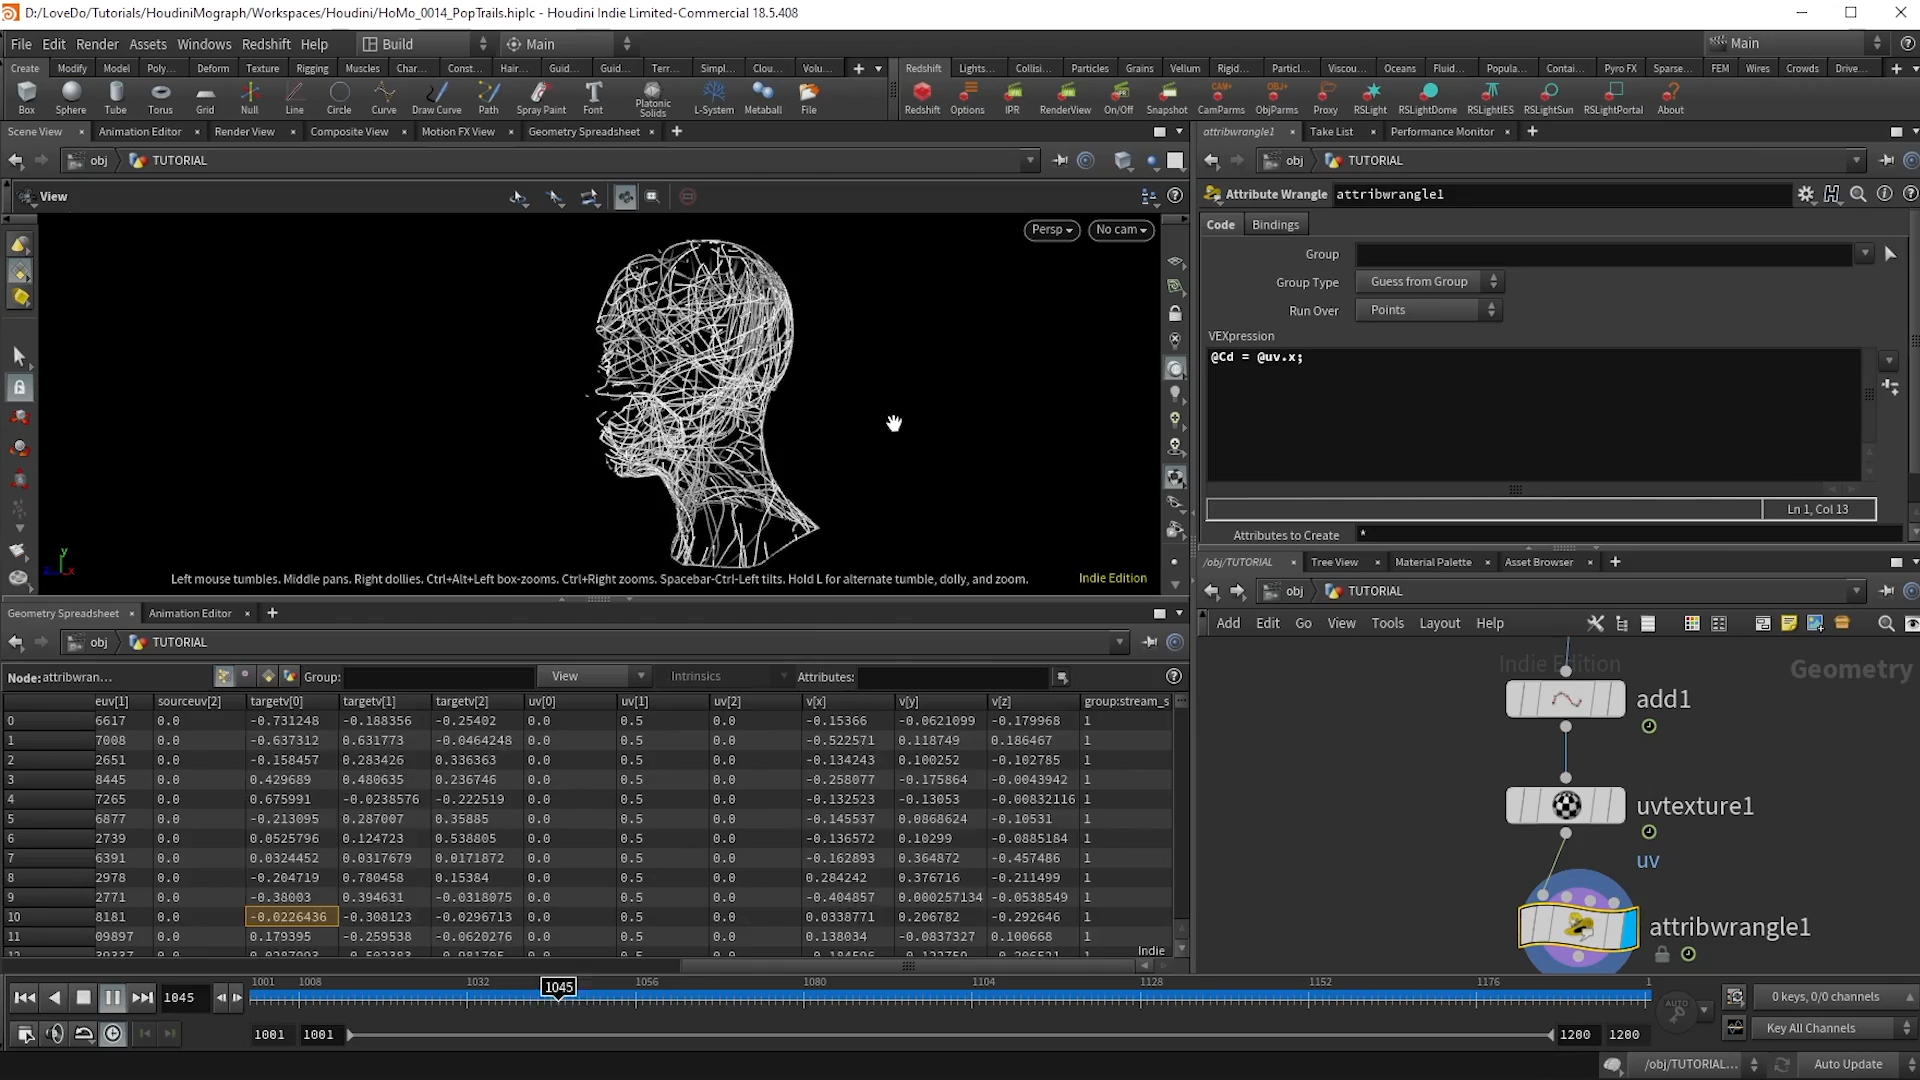 D:/LoveDo/Tutorials/HoudiniMograph/Workspaces/Houdini/HoMo_0014_PopTrails.hiplc - Houdini Indie Limited-Commercial 18.5.408
File Edit Render Assets Windows Redshift Help Build Main Main
Create Modify Model Poly... Deform Texture Rigging Muscles Char... Const... Hair... Guid... Guid... Terr... Simpl... Clou... Volu...
Redshift Lights... Collisi... Particles Grains Vellum Rigid... Particl... Viscou... Oceans Fluid... Popula... Contai... Pyro FX Sparse... FEM Wires Crowds Drive...
Box Sphere Tube Torus Grid Null Line Circle Curve Draw Curve Path Spray Paint Font Platonic Solids L-System Metaball File
Redshift Options IPR RenderView On/Off Snapshot CamParms ObjParms Proxy RSLight RSLightDome RSLightIES RSLightSun RSLightPortal About
Scene View Animation Editor Render View Composite View Motion FX View Geometry Spreadsheet
attribwrangle1 Take List Performance Monitor
obj TUTORIAL
obj TUTORIAL
View
Attribute Wrangle attribwrangle1
Persp No cam
Code Bindings
Group
Group Type Guess from Group
Run Over Points
VEXpression
@Cd = @uv.x;
Ln 1, Col 13
Attributes to Create *
y
z x
Left mouse tumbles. Middle pans. Right dollies. Ctrl+Alt+Left box-zooms. Ctrl+Right zooms. Spacebar-Ctrl-Left tilts. Hold L for alternate tumble, dolly, and zoom.
Indie Edition
/obj/TUTORIAL Tree View Material Palette Asset Browser
obj TUTORIAL
Add Edit Go View Tools Layout Help
Indie Edition
Geometry
add1
uvtexture1
uv
attribwrangle1
Geometry Spreadsheet Animation Editor
obj TUTORIAL
Node: attribwran... Group: View Intrinsics Attributes:
euv[1] sourceuv[2] targetv[0] targetv[1] targetv[2] uv[0] uv[1] uv[2] v[x] v[y] v[z] group:stream_s
0 6617 0.0 -0.731248 -0.188356 -0.25402 0.0 0.5 0.0 -0.15366 -0.0621099 -0.179968 1
1 7008 0.0 -0.637312 0.631773 -0.0464248 0.0 0.5 0.0 -0.522571 0.118749 0.186467 1
2 2651 0.0 -0.158457 0.283426 0.336363 0.0 0.5 0.0 -0.134243 0.100252 -0.102785 1
3 8445 0.0 0.429689 0.480635 0.236746 0.0 0.5 0.0 -0.258077 -0.175864 -0.0043942 1
4 7265 0.0 0.675991 -0.0238576 -0.222519 0.0 0.5 0.0 -0.132523 -0.13053 -0.00832116 1
5 6877 0.0 -0.213095 0.287007 0.35885 0.0 0.5 0.0 -0.145537 0.0868624 -0.10531 1
6 2739 0.0 0.0525796 0.124723 0.538805 0.0 0.5 0.0 -0.136572 0.10299 -0.0885184 1
7 6391 0.0 0.0324452 0.0317679 0.0171872 0.0 0.5 0.0 -0.162893 0.364872 -0.457486 1
8 2978 0.0 -0.204719 0.780458 0.15384 0.0 0.5 0.0 0.284242 0.376716 -0.211499 1
9 2771 0.0 -0.38003 0.394631 -0.0318075 0.0 0.5 0.0 -0.404857 0.000257134 -0.0538549 1
10 8181 0.0 -0.0226436 -0.308123 -0.0296713 0.0 0.5 0.0 0.0338771 0.206782 -0.292646 1
11 09897 0.0 0.179395 -0.259538 -0.0620276 0.0 0.5 0.0 0.138034 -0.0837327 0.100668 1
Indie
1045 1001 1008 1032 1045 1056 1080 1104 1128 1152 1176 1
AUTO
0 keys, 0/0 channels
1001 1001 1200 1200
Key All Channels
/obj/TUTORIAL... Auto Update